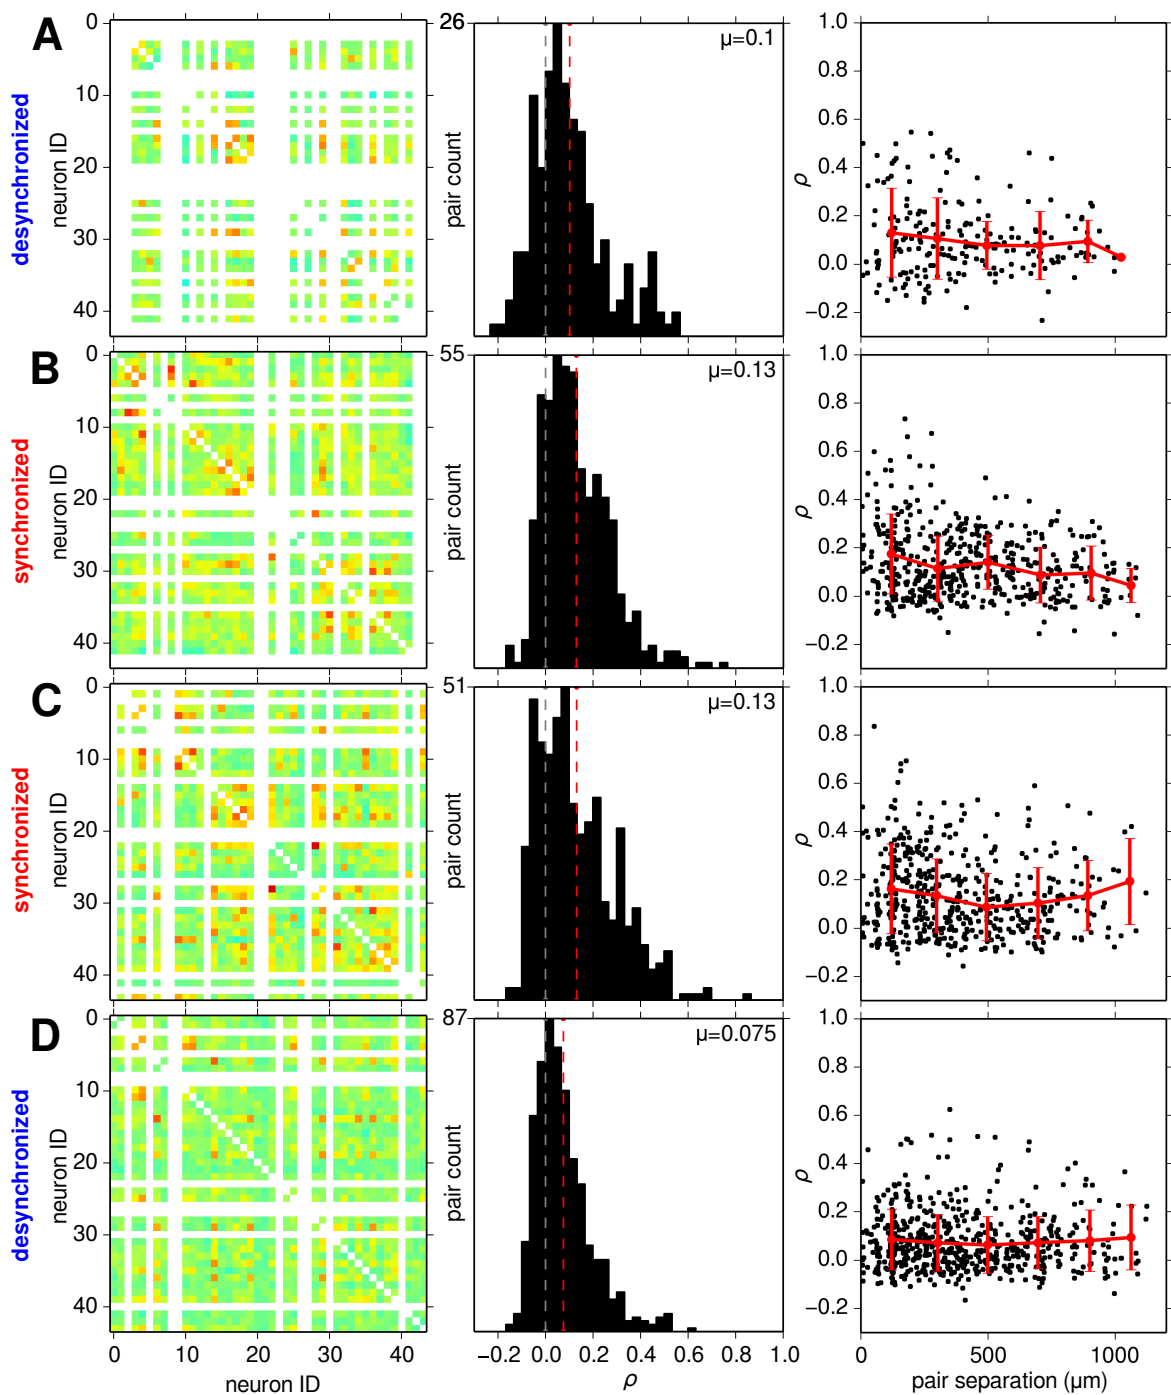 A
desynchronized
neuron ID
0
10
20
30
40
pair count
26
μ=0.1
ρ
1.0
0.8
0.6
0.4
0.2
0.0
−0.2
B
synchronized
neuron ID
0
10
20
30
40
pair count
55
μ=0.13
ρ
1.0
0.8
0.6
0.4
0.2
0.0
−0.2
C
synchronized
neuron ID
0
10
20
30
40
pair count
51
μ=0.13
ρ
1.0
0.8
0.6
0.4
0.2
0.0
−0.2
D
desynchronized
neuron ID
0
10
20
30
40
pair count
87
μ=0.075
ρ
1.0
0.8
0.6
0.4
0.2
0.0
−0.2
0 10 20 30 40
neuron ID
−0.2 0.0 0.2 0.4 0.6 0.8 1.0
ρ
0 500 1000
pair separation (μm)